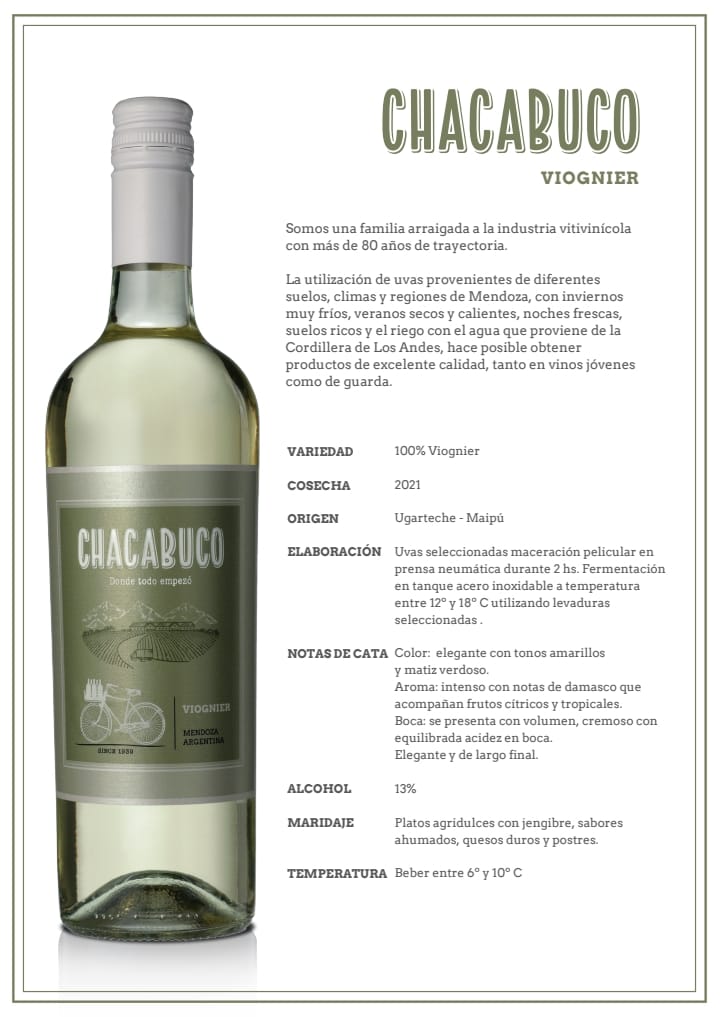 CHACABUCO
VIOGNIER
Somos una familia arraigada a la industria vitivinícola
con más de 80 años de trayectoria.
La utilización de uvas provenientes de diferentes
suelos, climas y regiones de Mendoza, con inviernos
muy fríos, veranos secos y calientes, noches frescas,
suelos ricos y el riego con el agua que proviene de la
Cordillera de Los Andes, hace posible obtener
productos de excelente calidad, tanto en vinos jóvenes
como de guarda.
VARIEDAD 100% Viognier
COSECHA 2021
ORIGEN Ugarteche - Maipú
ELABORACIÓN Uvas seleccionadas maceración pelicular en
prensa neumática durante 2 hs. Fermentación
en tanque acero inoxidable a temperatura
entre 12º y 18º C utilizando levaduras
seleccionadas .
NOTAS DE CATA Color: elegante con tonos amarillos
y matiz verdoso.
Aroma: intenso con notas de damasco que
acompañan frutos cítricos y tropicales.
Boca: se presenta con volumen, cremoso con
equilibrada acidez en boca.
Elegante y de largo final.
ALCOHOL 13%
MARIDAJE Platos agridulces con jengibre, sabores
ahumados, quesos duros y postres.
TEMPERATURA Beber entre 6º y 10º C
CHACABUCO
Donde todo empezó
VIOGNIER
MENDOZA
ARGENTINA
SINCE 1939